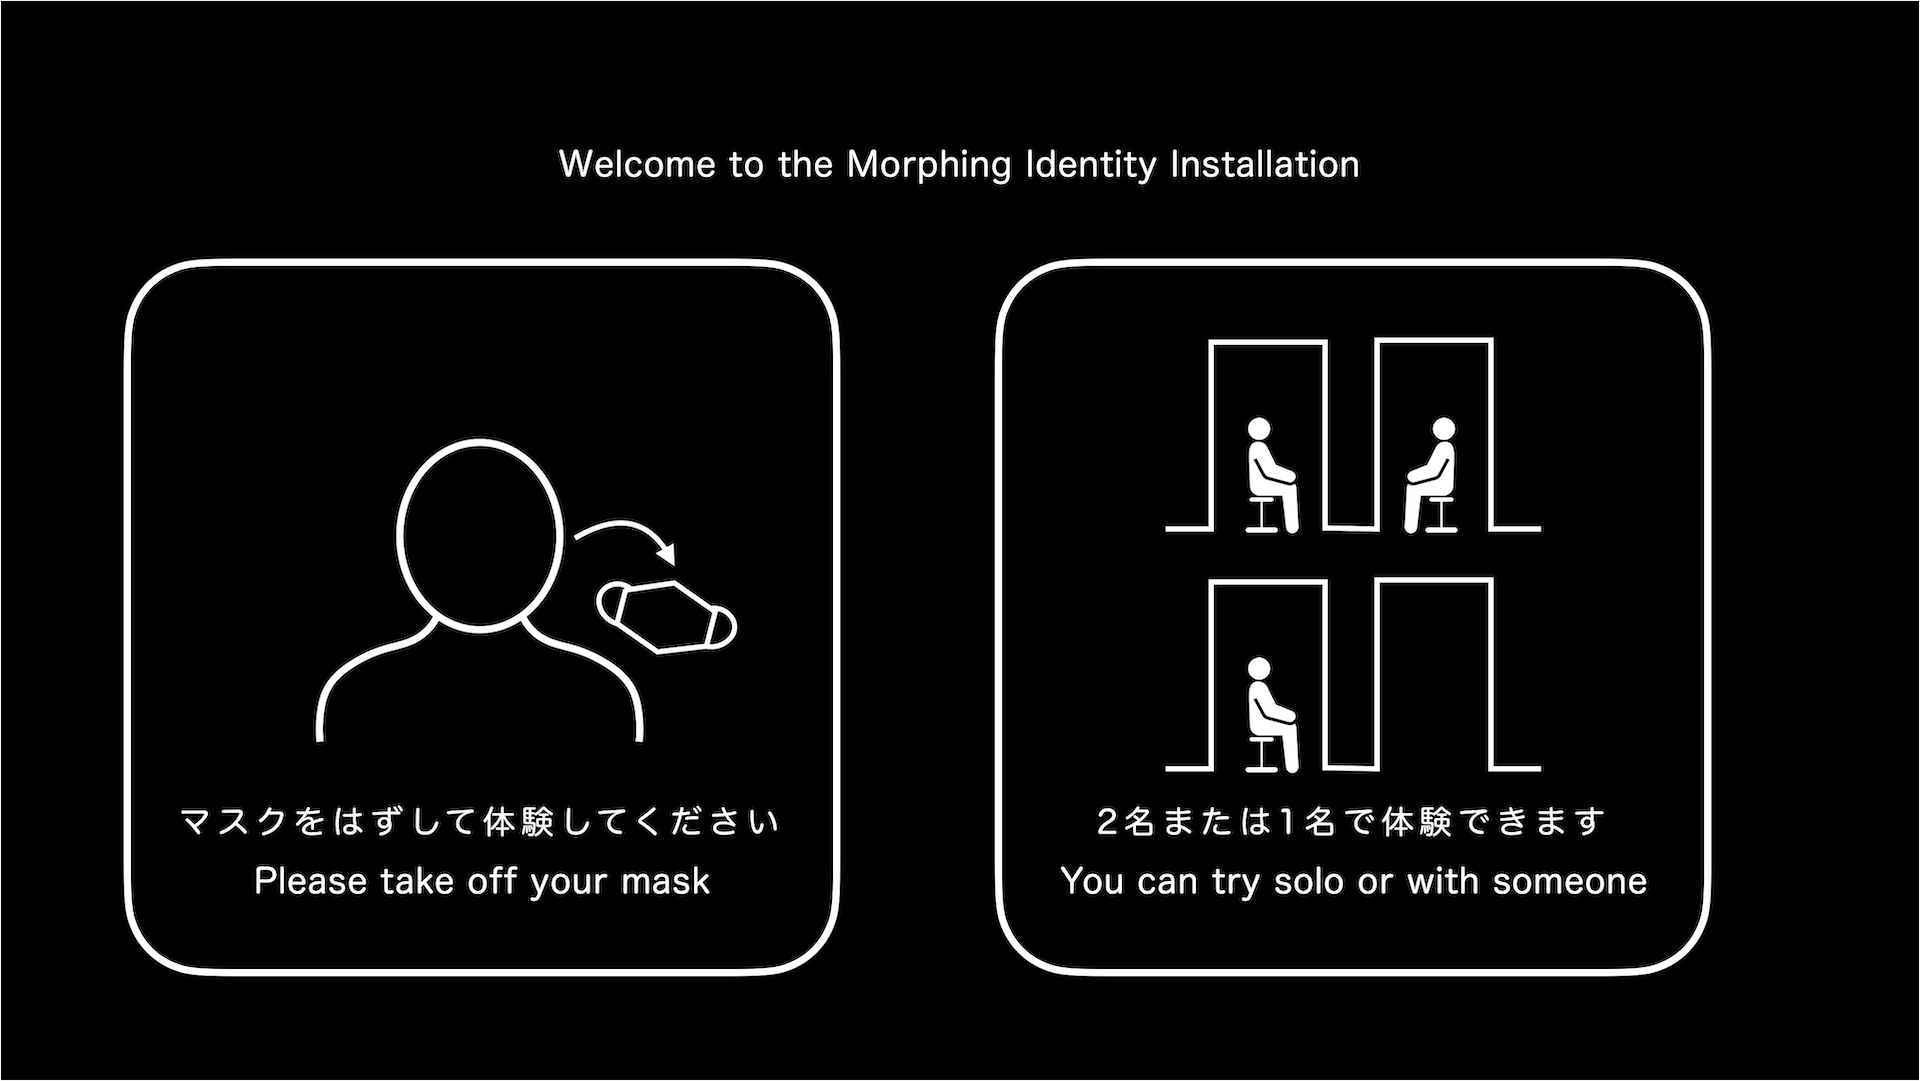 Welcome to the Morphing Identity Installation
マスクをはずして体験してください
Please take off your mask
2名または1名で体験できます
You can try solo or with someone